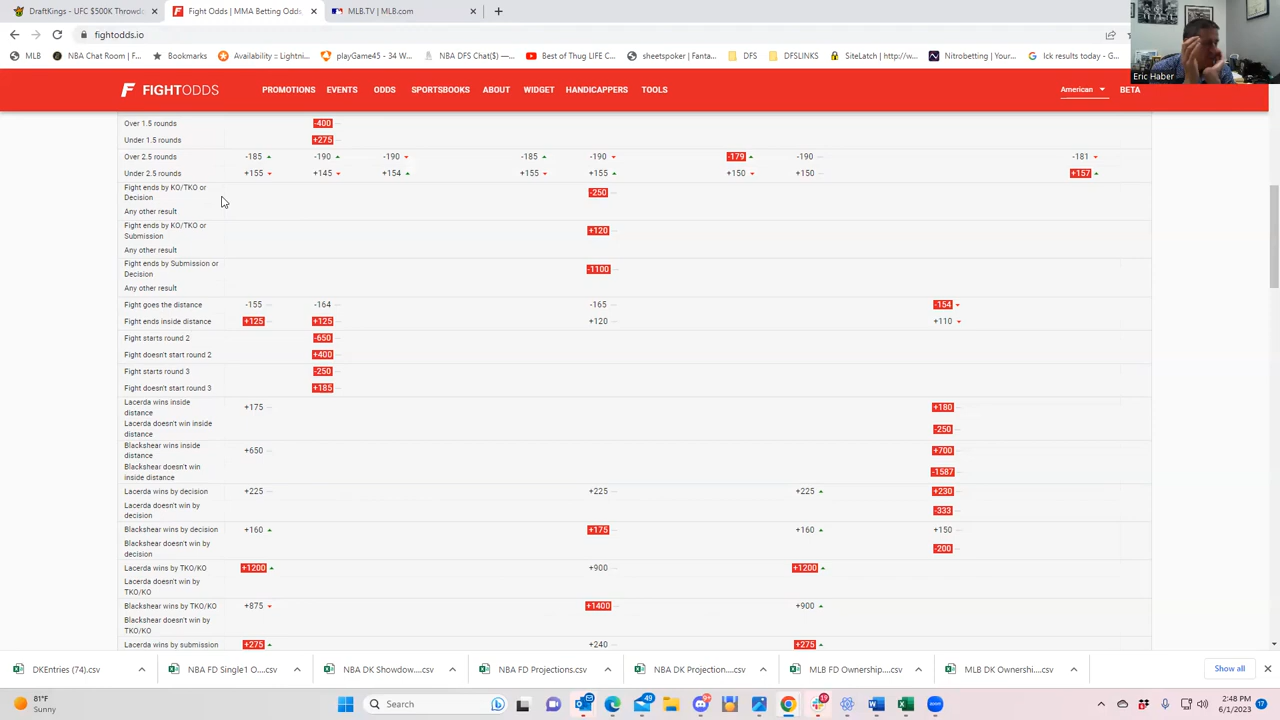 DraftKings - UFC $500K Throwdo
Fight Odds | MMA Betting Odds
MLB.TV | MLB.com
fightodds.io
MLB
NBA Chat Room | F...
Bookmarks
Availability :: Lightni...
playGame45 - 34 W...
NBA DFS Chat($) —...
Best of Thug LIFE C...
sheetspoker | Fanta...
DFS
DFSLINKS
SiteLatch | http://w...
Nitrobetting | Your...
Ick results today - G...
Eric Haber
FIGHTODDS
PROMOTIONS EVENTS ODDS SPORTSBOOKS ABOUT WIDGET HANDICAPPERS TOOLS
American
BETA
Over 1.5 rounds -400
Under 1.5 rounds +275
Over 2.5 rounds -185 -190 -190 -185 -190 -179 -190 -181
Under 2.5 rounds +155 +145 +154 +155 +155 +150 +150 +157
Fight ends by KO/TKO or
Decision
-250
Any other result
Fight ends by KO/TKO or
Submission
+120
Any other result
Fight ends by Submission or
Decision
-1100
Any other result
Fight goes the distance -155 -164 -165 -154
Fight ends inside distance +125 +125 +120 +110
Fight starts round 2 -650
Fight doesn't start round 2 +400
Fight starts round 3 -250
Fight doesn't start round 3 +185
Lacerda wins inside
distance
+175 +180
Lacerda doesn't win inside
distance
-250
Blackshear wins inside
distance
+650 +700
Blackshear doesn't win
inside distance
-1587
Lacerda wins by decision +225 +225 +225 +230
Lacerda doesn't win by
decision
-333
Blackshear wins by decision +160 +175 +160 +150
Blackshear doesn't win by
decision
-200
Lacerda wins by TKO/KO +1200 +900 +1200
Lacerda doesn't win by
TKO/KO
Blackshear wins by TKO/KO +875 +1400 +900
Blackshear doesn't win by
TKO/KO
Lacerda wins by submission +275 +240 +275
DKEntries (74).csv
NBA FD Single1 O....csv
NBA DK Showdow....csv
NBA FD Projections.csv
NBA DK Projection....csv
MLB FD Ownership....csv
MLB DK Ownershi....csv
Show all
81°F
Sunny
Search
49
19
2:48 PM
6/1/2023
17